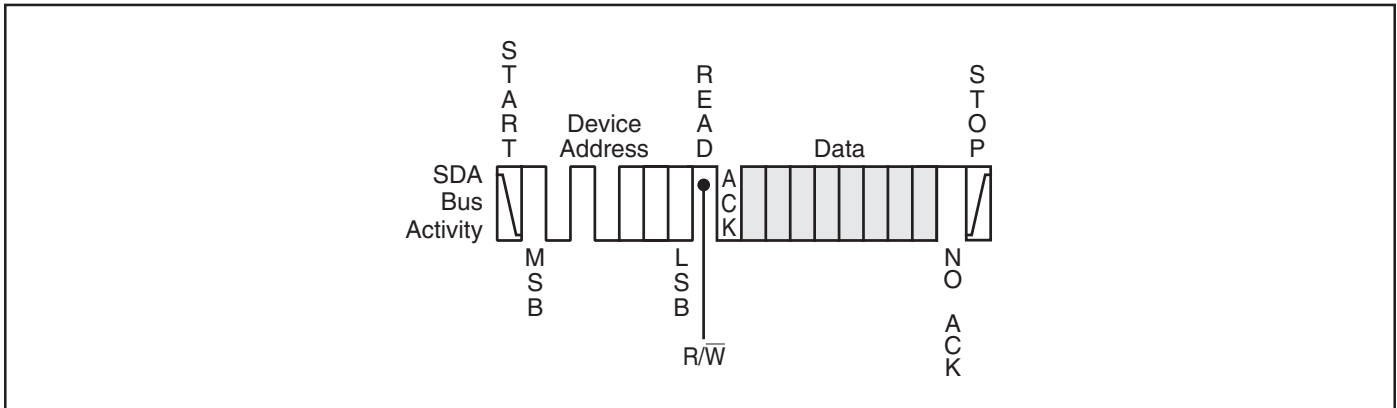 START
READ
STOP
Device
Address
Data
SDA
Bus
Activity
ACK
MSB
LSB
NO ACK
R/W̅